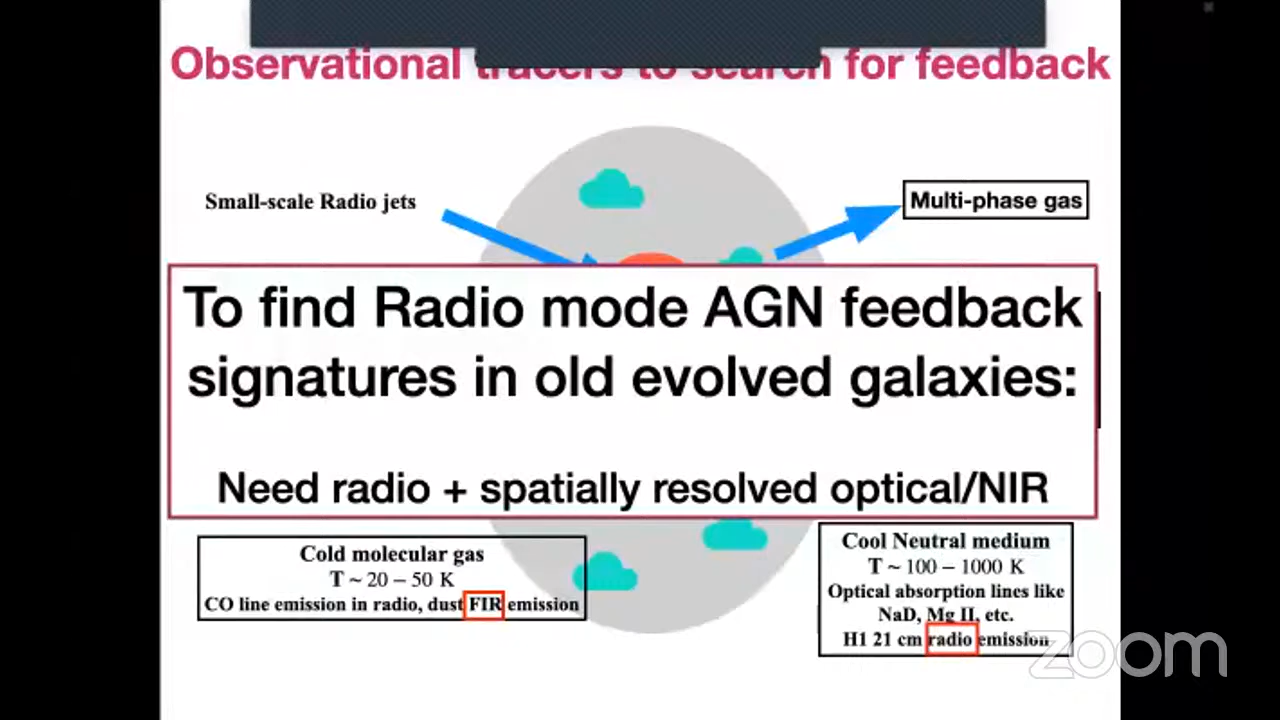 Observational tracers to search for feedback
Small-scale Radio jets
Multi-phase gas
To find Radio mode AGN feedback
signatures in old evolved galaxies:
Need radio + spatially resolved optical/NIR
Cold molecular gas
T ~ 20 – 50 K
CO line emission in radio, dust FIR emission
Cool Neutral medium
T ~ 100 – 1000 K
Optical absorption lines like
NaD, Mg II, etc.
H1 21 cm radio emission
zoom